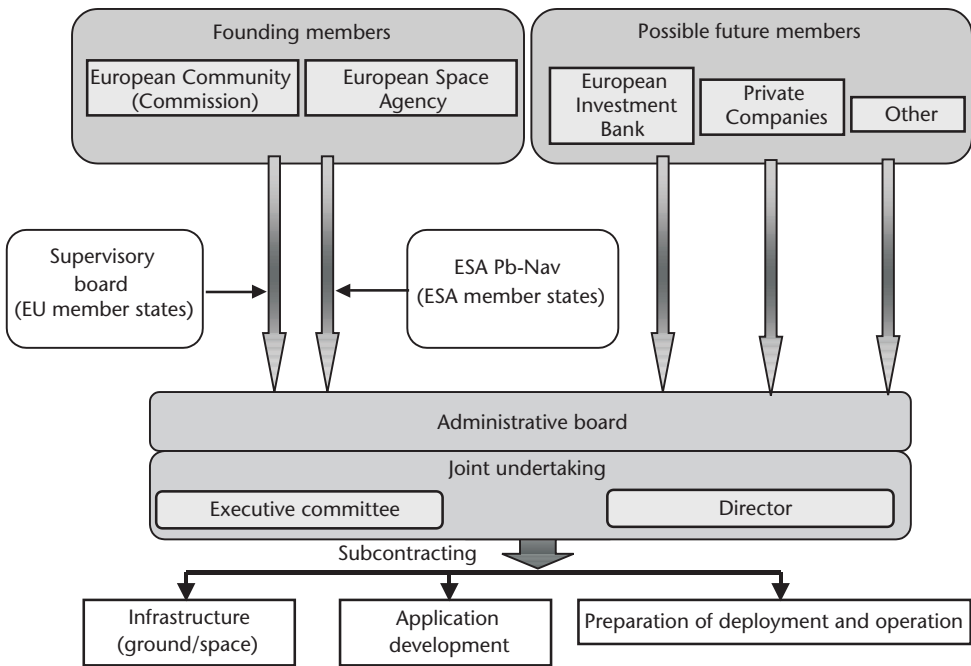 Founding members
European Community
(Commission)
European Space
Agency
Possible future members
European
Investment
Bank
Private
Companies
Other
Supervisory
board
(EU member states)
ESA Pb-Nav
(ESA member states)
Administrative board
Joint undertaking
Executive committee
Director
Subcontracting
Infrastructure
(ground/space)
Application
development
Preparation of deployment and operation